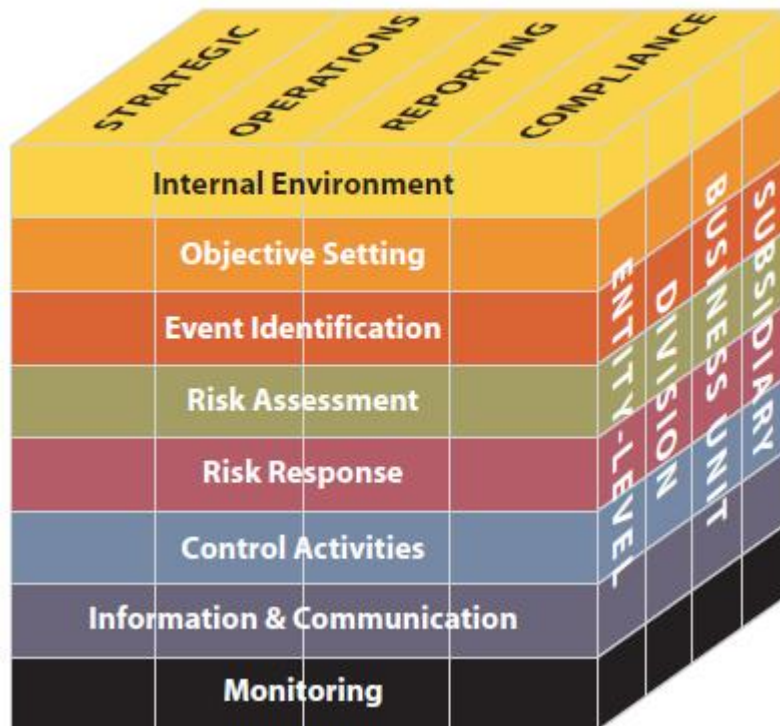 STRATEGIC
OPERATIONS
REPORTING
COMPLIANCE
Internal Environment
Objective Setting
Event Identification
Risk Assessment
Risk Response
Control Activities
Information & Communication
Monitoring
ENTITY-LEVEL
DIVISION
BUSINESS UNIT
SUBSIDIARY